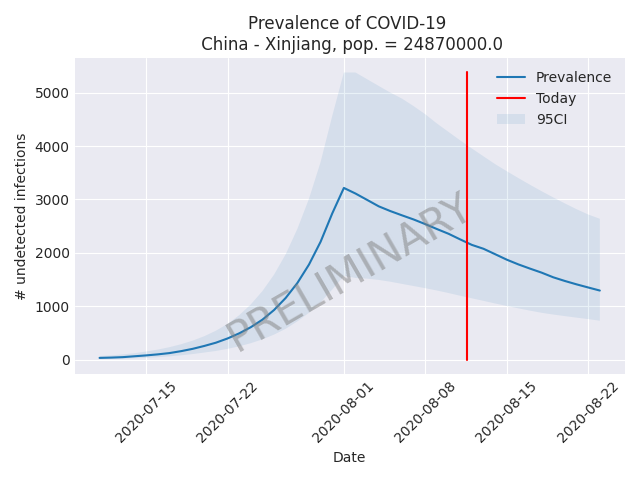 Prevalence of COVID-19
China - Xinjiang, pop. = 24870000.0
Prevalence
Today
95CI
PRELIMINARY
# undetected infections
5000
4000
3000
2000
1000
0
2020-07-15
2020-07-22
2020-08-01
2020-08-08
2020-08-15
2020-08-22
Date